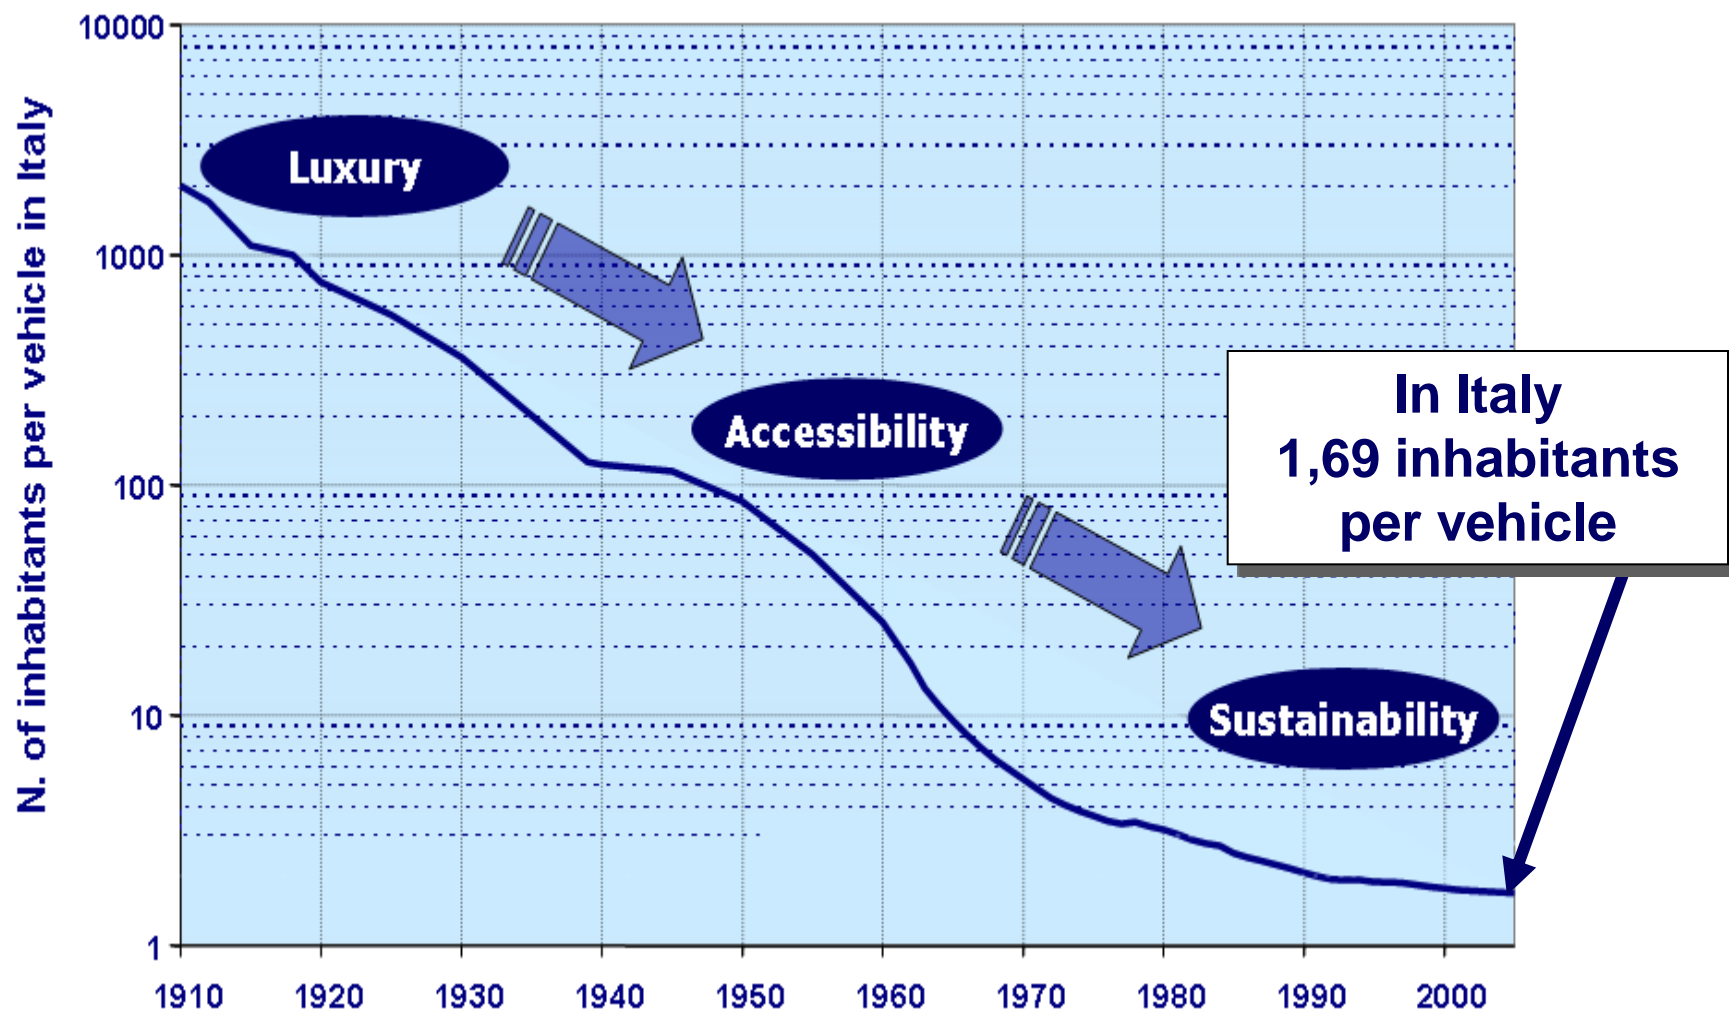 N. of inhabitants per vehicle in Italy
10000
1000
100
10
1
Luxury
Accessibility
Sustainability
In Italy
1,69 inhabitants
per vehicle
1910 1920 1930 1940 1950 1960 1970 1980 1990 2000